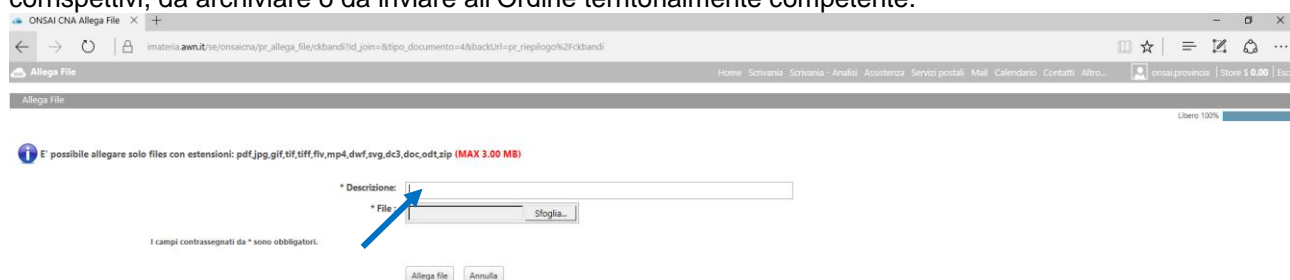 corrispettivi, da archiviare o da inviare all'Ordine territorialmente competente.
ONSAI CNA Allega File
imateria.awn.it/se/onsaicna/pr_allega_file/ckbandi?id_join=8&tipo_documento=4&backUrl=pr_riepilogo%2Fckbandi
Allega File Home Scrivania Scrivania - Analisi Assistenza Servizi postali Mail Calendario Contatti Altro... onsai.provincia Store $ 0.00 Esc
Allega File
Libero 100%
E' possibile allegare solo files con estensioni: pdf,jpg,gif,tif,tiff,flv,mp4,dwf,svg,dc3,doc,odt,zip (MAX 3.00 MB)
* Descrizione:
* File : Sfoglia...
I campi contrassegnati da * sono obbligatori.
Allega file Annulla